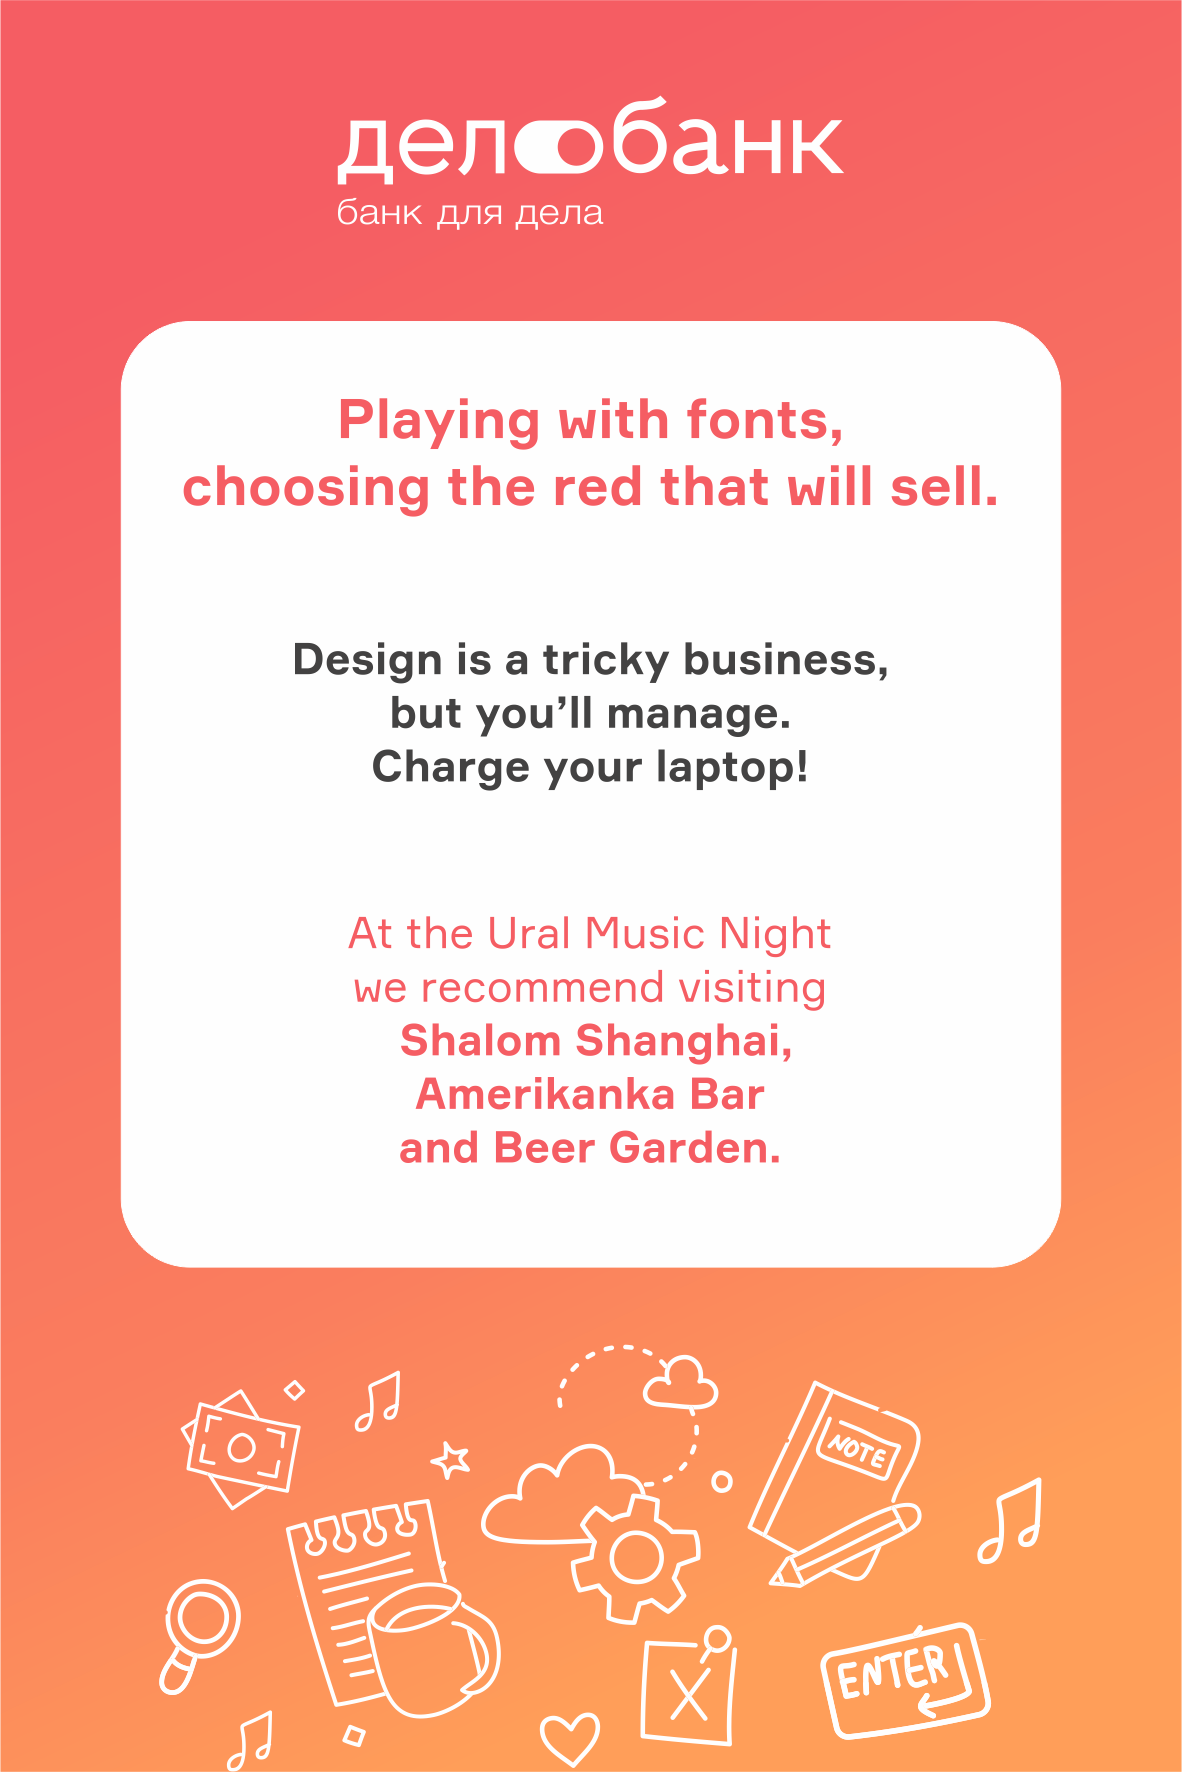 делобанк
банк для дела
Playing with fonts,
choosing the red that will sell.
Design is a tricky business,
but you’ll manage.
Charge your laptop!
At the Ural Music Night
we recommend visiting
Shalom Shanghai,
Amerikanka Bar
and Beer Garden.
NOTE
X
ENTER